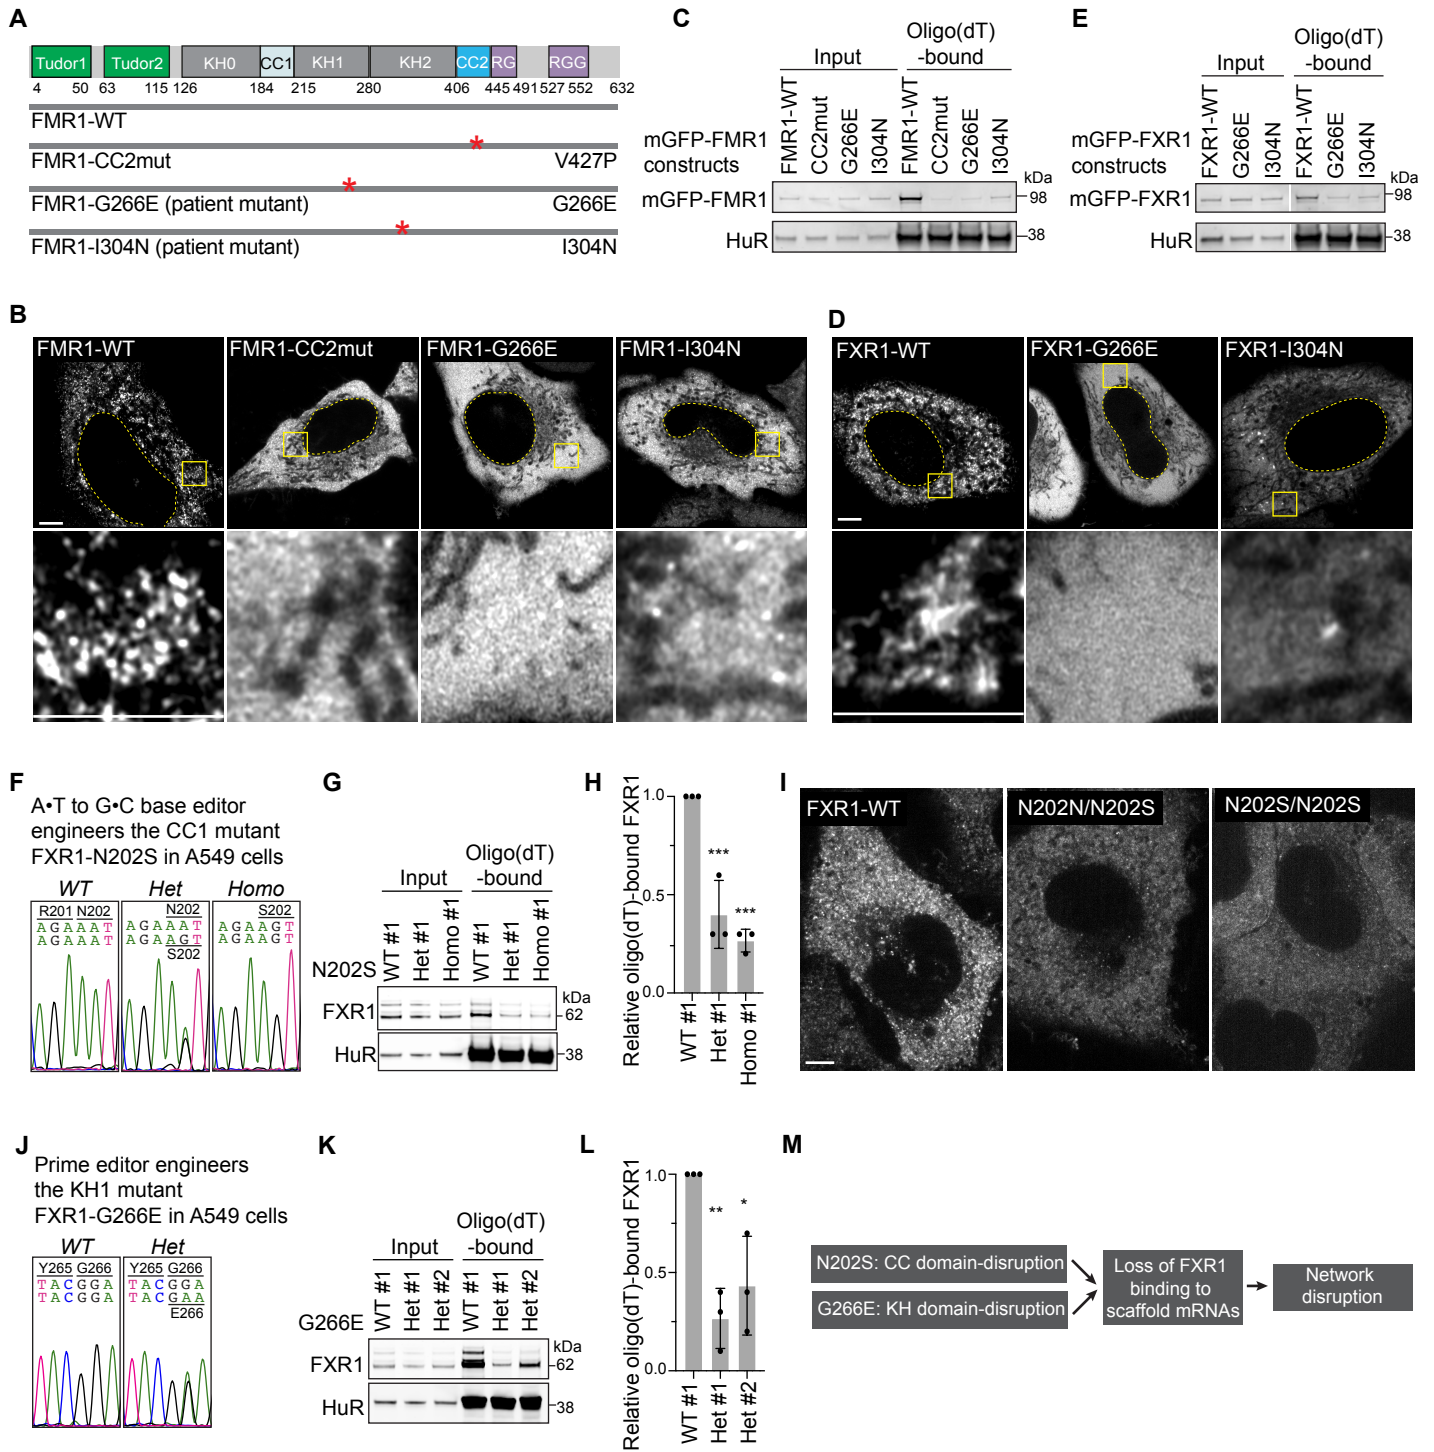 A
Tudor1 Tudor2 KH0 CC1 KH1 KH2 CC2 RG RGG
4 50 63 115 126 184 215 280 406 445 491 527 552 632
FMR1-WT
*
FMR1-CC2mut V427P
*
FMR1-G266E (patient mutant) G266E
*
FMR1-I304N (patient mutant) I304N
B
FMR1-WT FMR1-CC2mut FMR1-G266E FMR1-I304N
C
Oligo(dT)
Input -bound
mGFP-FMR1
constructs
FMR1-WT CC2mut G266E I304N FMR1-WT CC2mut G266E I304N
kDa
mGFP-FMR1 98
HuR 38
D
FXR1-WT FXR1-G266E FXR1-I304N
E
Oligo(dT)
Input -bound
mGFP-FXR1
constructs
FXR1-WT G266E I304N FXR1-WT G266E I304N
kDa
mGFP-FXR1 98
HuR 38
F
A•T to G•C base editor
engineers the CC1 mutant
FXR1-N202S in A549 cells
WT Het Homo
R201 N202 N202 S202
AGAAAT AGAAAT AGAAGT
AGAAAT AGAAGT AGAAGT
S202
G
Oligo(dT)
Input -bound
N202S WT #1 Het #1 Homo #1 WT #1 Het #1 Homo #1
kDa
FXR1 62
HuR 38
H
Relative oligo(dT)-bound FXR1
1.0
***
***
0.5
0.0
WT #1 Het #1 Homo #1
I
FXR1-WT N202N/N202S N202S/N202S
J
Prime editor engineers
the KH1 mutant
FXR1-G266E in A549 cells
WT Het
Y265 G266 Y265 G266
TACGGA TACGGA
TACGGA TACGAA
E266
K
Oligo(dT)
Input -bound
G266E WT #1 Het #1 Het #2 WT #1 Het #1 Het #2
kDa
FXR1 62
HuR 38
L
Relative oligo(dT)-bound FXR1
1.0
** *
0.5
0.0
WT #1 Het #1 Het #2
M
N202S: CC domain-disruption
G266E: KH domain-disruption
Loss of FXR1
binding to
scaffold mRNAs
Network
disruption